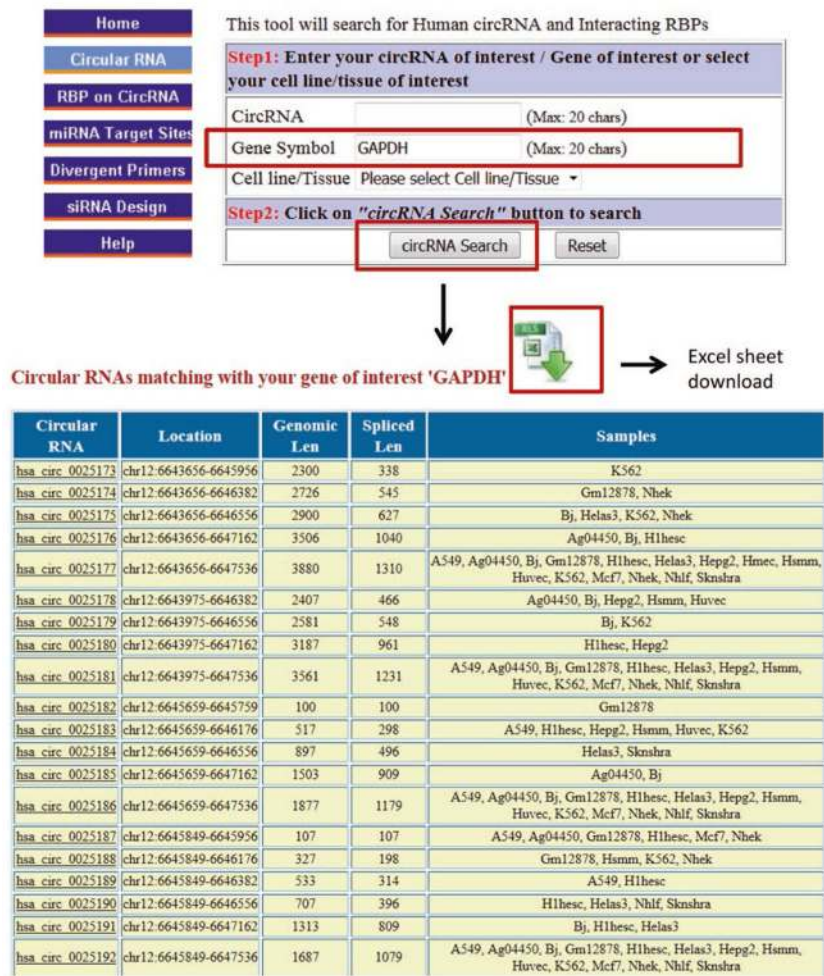 Home
Circular RNA
RBP on CircRNA
miRNA Target Sites
Divergent Primers
siRNA Design
Help
This tool will search for Human circRNA and Interacting RBPs
Step1: Enter your circRNA of interest / Gene of interest or select
your cell line/tissue of interest
CircRNA (Max: 20 chars)
Gene Symbol GAPDH (Max: 20 chars)
Cell line/Tissue Please select Cell line/Tissue
Step2: Click on "circRNA Search" button to search
circRNA Search Reset
XLS
Excel sheet
download
Circular RNAs matching with your gene of interest 'GAPDH'
Circular RNA Location Genomic Len Spliced Len Samples
hsa_circ_0025173 chr12:6643656-6645956 2300 338 K562
hsa_circ_0025174 chr12:6643656-6646382 2726 545 Gm12878, Nhek
hsa_circ_0025175 chr12:6643656-6646556 2900 627 Bj, Helas3, K562, Nhek
hsa_circ_0025176 chr12:6643656-6647162 3506 1040 Ag04450, Bj, H1hesc
hsa_circ_0025177 chr12:6643656-6647536 3880 1310 A549, Ag04450, Bj, Gm12878, H1hesc, Helas3, Hepg2, Hmec, Hsmm,
Huvec, K562, Mcf7, Nhek, Nhlf, Sknshra
hsa_circ_0025178 chr12:6643975-6646382 2407 466 Ag04450, Bj, Hepg2, Hsmm, Huvec
hsa_circ_0025179 chr12:6643975-6646556 2581 548 Bj, K562
hsa_circ_0025180 chr12:6643975-6647162 3187 961 H1hesc, Hepg2
hsa_circ_0025181 chr12:6643975-6647536 3561 1231 A549, Ag04450, Bj, Gm12878, H1hesc, Helas3, Hepg2, Hsmm,
Huvec, K562, Mcf7, Nhek, Nhlf, Sknshra
hsa_circ_0025182 chr12:6645659-6645759 100 100 Gm12878
hsa_circ_0025183 chr12:6645659-6646176 517 298 A549, H1hesc, Hepg2, Hsmm, Huvec, K562
hsa_circ_0025184 chr12:6645659-6646556 897 496 Helas3, Sknshra
hsa_circ_0025185 chr12:6645659-6647162 1503 909 Ag04450, Bj
hsa_circ_0025186 chr12:6645659-6647536 1877 1179 A549, Ag04450, Bj, Gm12878, H1hesc, Helas3, Hepg2, Hsmm,
Huvec, K562, Mcf7, Nhek, Nhlf, Sknshra
hsa_circ_0025187 chr12:6645849-6645956 107 107 A549, Ag04450, Gm12878, H1hesc, Mcf7, Nhek
hsa_circ_0025188 chr12:6645849-6646176 327 198 Gm12878, Hsmm, K562, Nhek
hsa_circ_0025189 chr12:6645849-6646382 533 314 A549, H1hesc
hsa_circ_0025190 chr12:6645849-6646556 707 396 H1hesc, Helas3, Nhlf, Sknshra
hsa_circ_0025191 chr12:6645849-6647162 1313 809 Bj, H1hesc, Helas3
hsa_circ_0025192 chr12:6645849-6647536 1687 1079 A549, Ag04450, Bj, Gm12878, H1hesc, Helas3, Hepg2, Hsmm,
Huvec, K562, Mcf7, Nhek, Nhlf, Sknshra